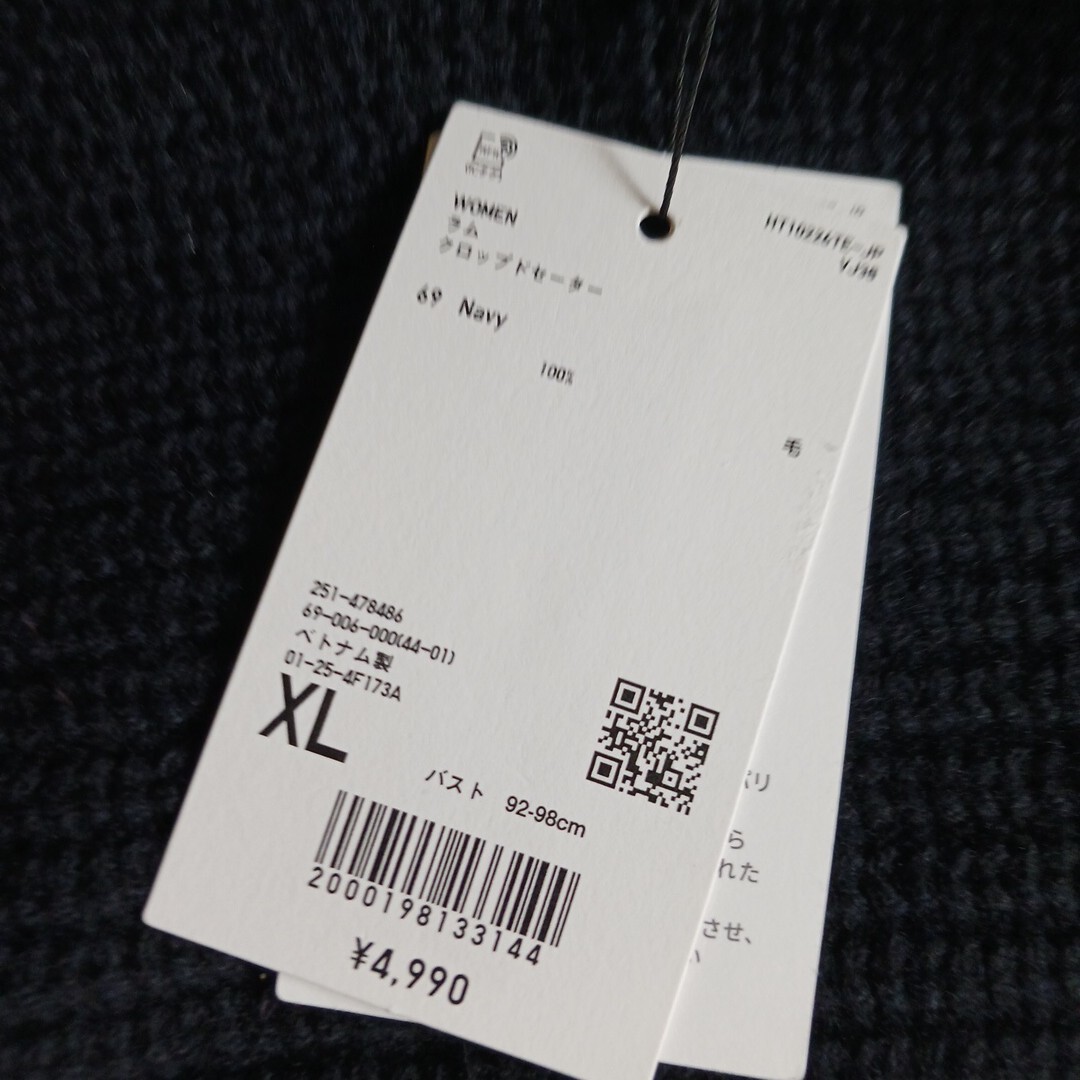 WOMEN
ラム
クロップドセーター
69 Navy
100%
毛
251-478486
69-006-000(44-01)
ベトナム製
01-25-4F173A
XL
バスト 92-98cm
2000198133144
¥4,990
ら
れた
させ、